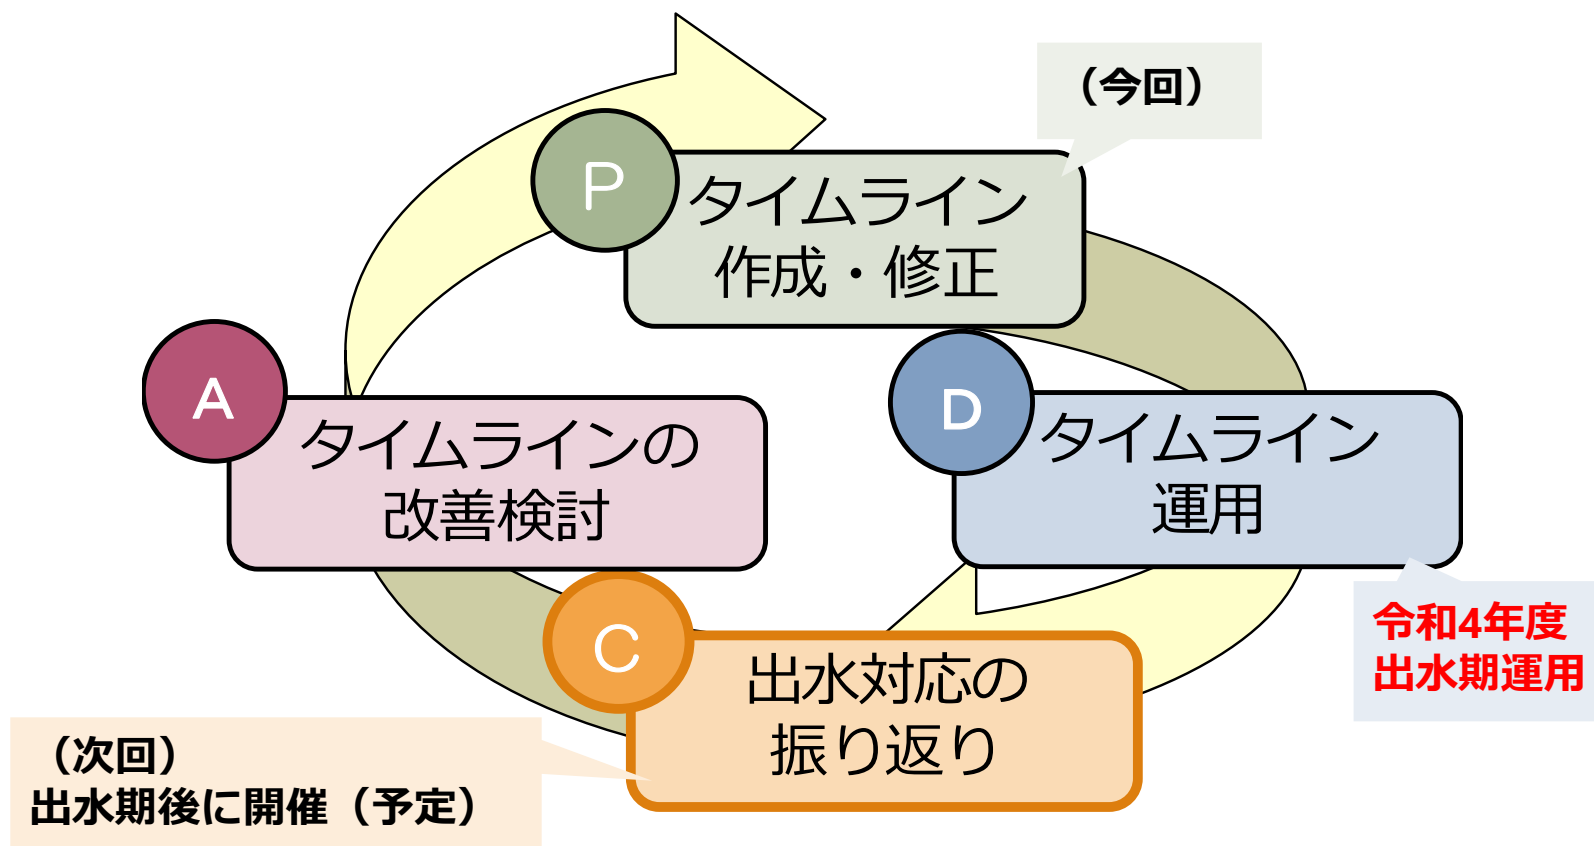 （今回）
P
タイムライン
作成・修正
A
タイムラインの
改善検討
D
タイムライン
運用
令和4年度
出水期運用
C
出水対応の
振り返り
（次回）
出水期後に開催（予定）